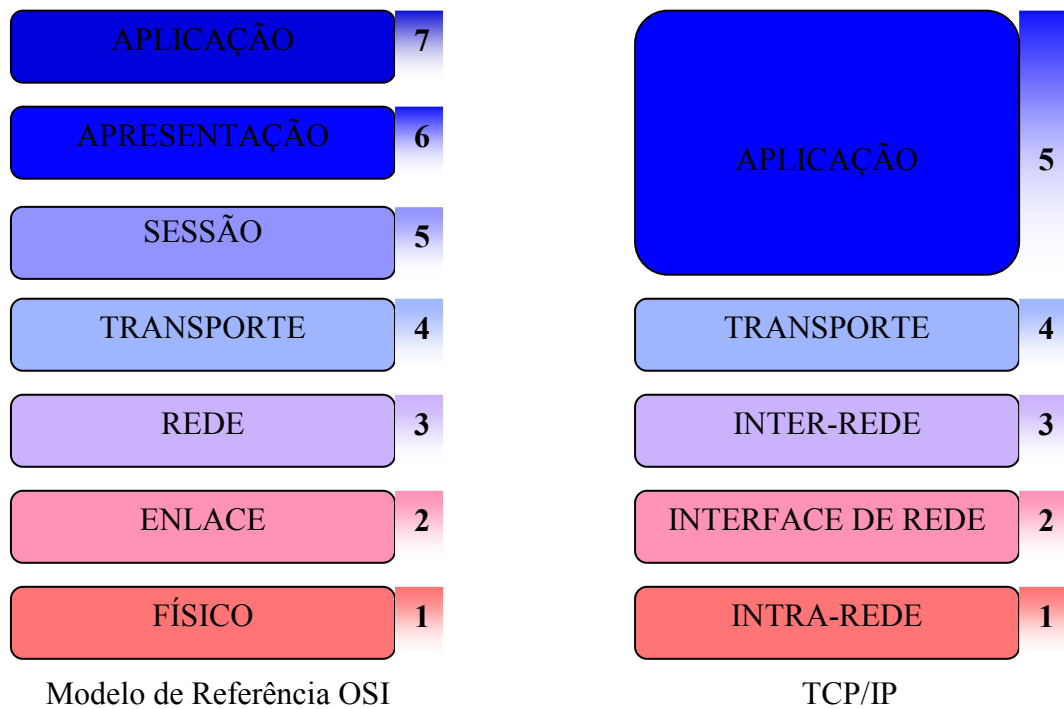 APLICAÇÃO 7
APRESENTAÇÃO 6
SESSÃO 5
TRANSPORTE 4
REDE 3
ENLACE 2
FÍSICO 1
Modelo de Referência OSI
APLICAÇÃO 5
TRANSPORTE 4
INTER-REDE 3
INTERFACE DE REDE 2
INTRA-REDE 1
TCP/IP